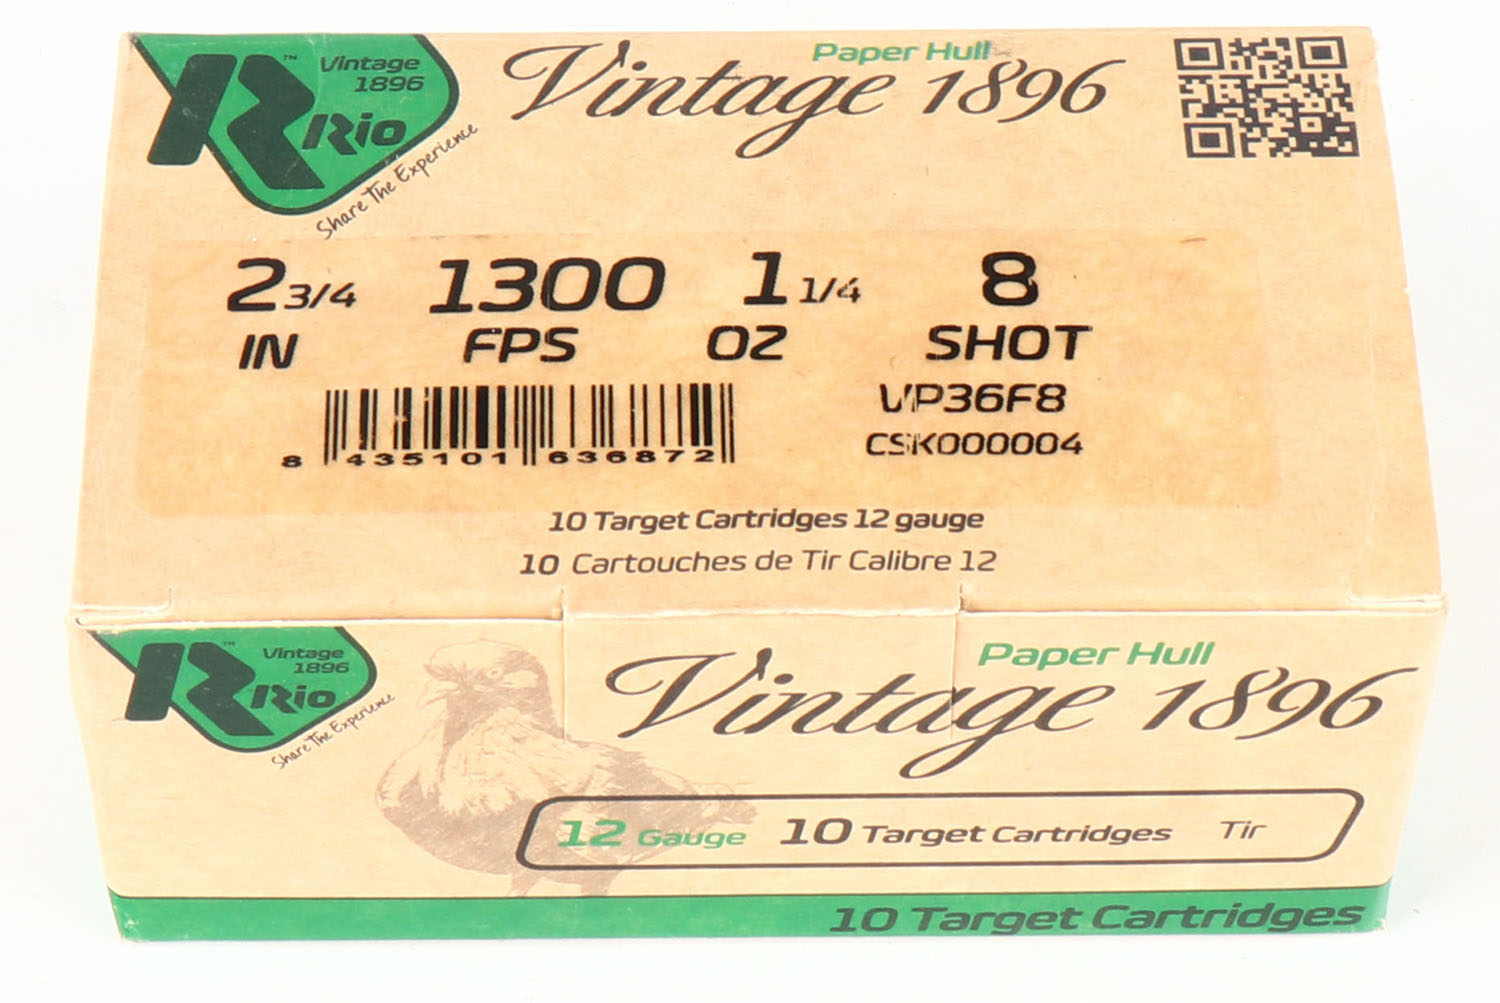 Vintage
1896
Rio
Share The Experience
Paper Hull
Vintage 1896
2 3/4 1300 1 1/4 8
IN FPS OZ SHOT
VP36F8
CSK000004
8 435101 636872
10 Target Cartridges 12 gauge
10 Cartouches de Tir Calibre 12
Vintage
1896
Rio
Share The Experience
Paper Hull
Vintage 1896
12 Gauge 10 Target Cartridges Tir
10 Target Cartridges